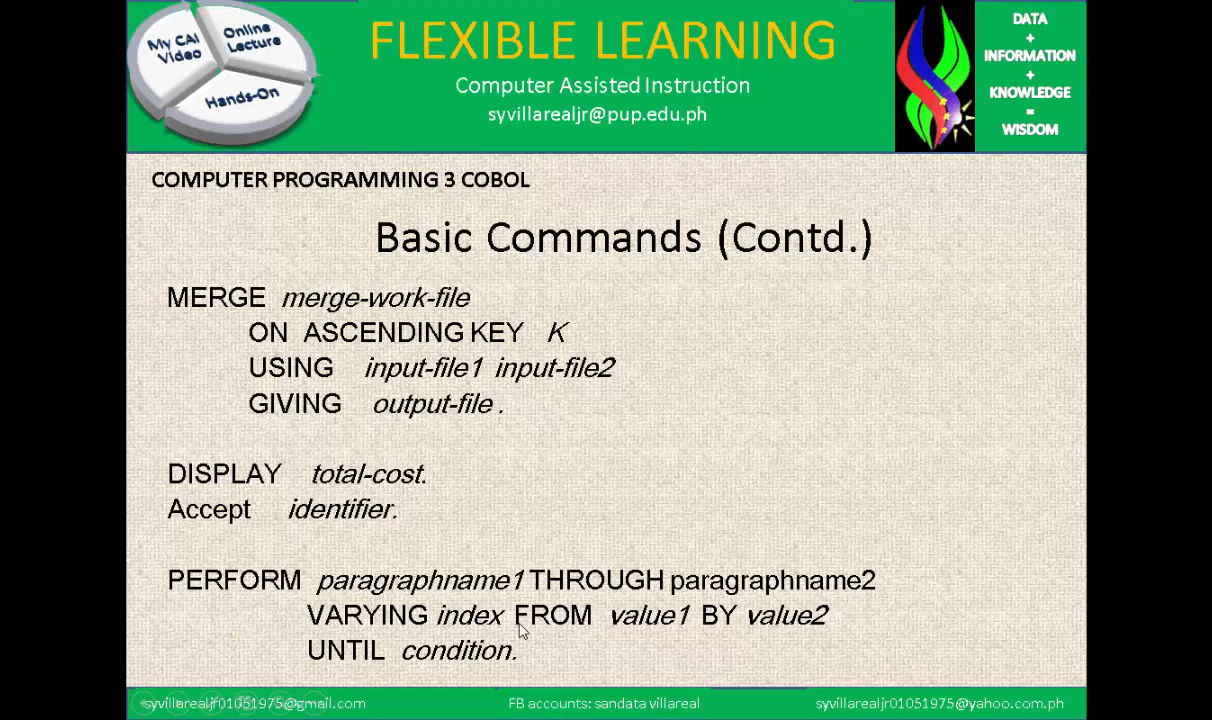 My CAI
Video
Online
Lecture
Hands-On
FLEXIBLE LEARNING
Computer Assisted Instruction
syvillarealjr@pup.edu.ph
DATA
+
INFORMATION
+
KNOWLEDGE
=
WISDOM
COMPUTER PROGRAMMING 3 COBOL
Basic Commands (Contd.)
MERGE merge-work-file
ON ASCENDING KEY K
USING input-file1 input-file2
GIVING output-file .
DISPLAY total-cost.
Accept identifier.
PERFORM paragraphname1 THROUGH paragraphname2
VARYING index FROM value1 BY value2
UNTIL condition.
syvillarealjr01051975@gmail.com
FB accounts: sandata villareal
syvillarealjr01051975@yahoo.com.ph